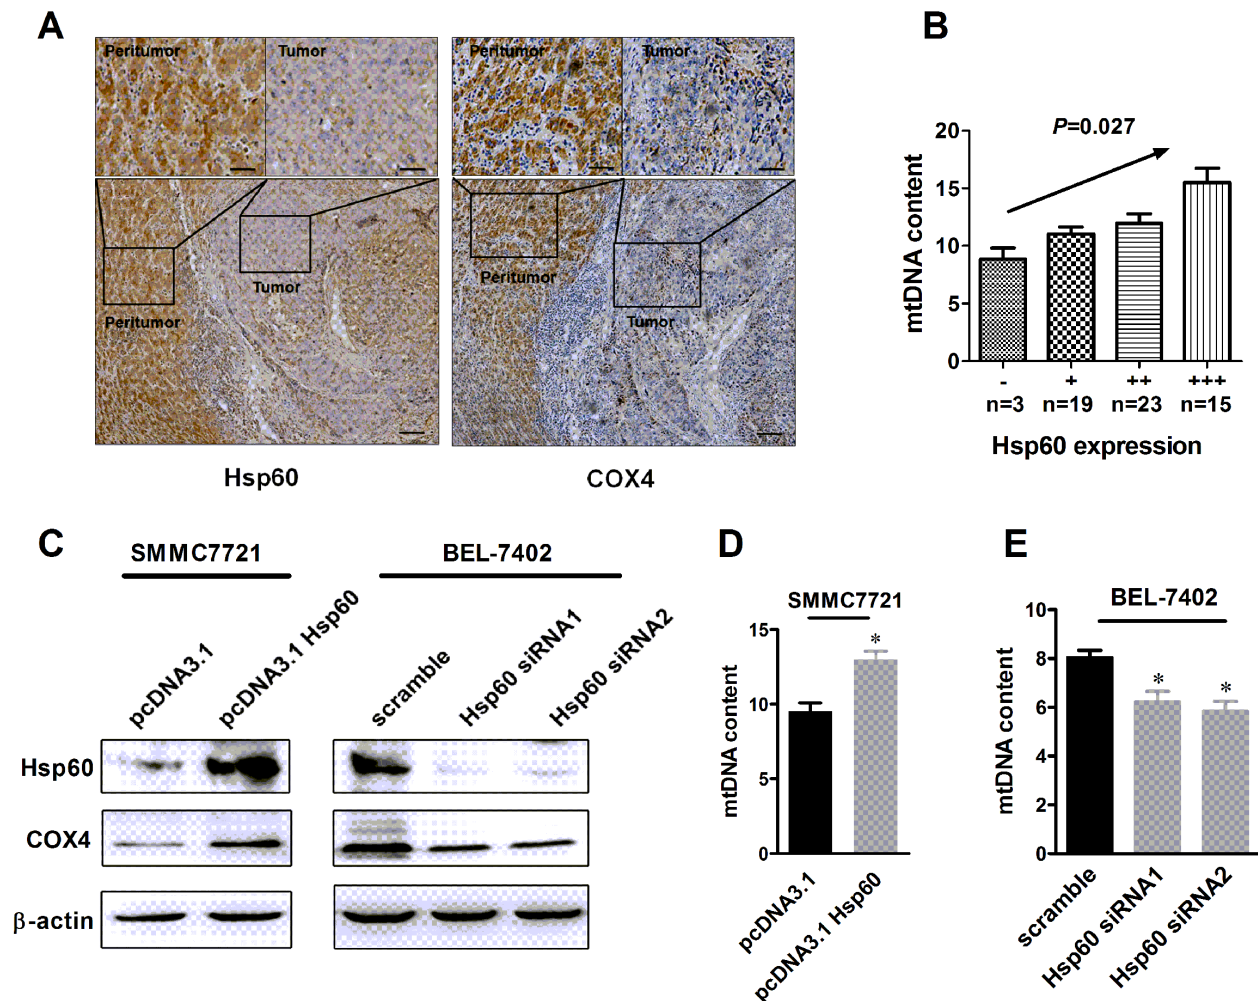 A
Peritumor Tumor
Peritumor Tumor
Peritumor
Tumor
Peritumor
Tumor
Hsp60
COX4
B
P=0.027
mtDNA content
20
15
10
5
0
- + ++ +++
n=3 n=19 n=23 n=15
Hsp60 expression
C
SMMC7721
BEL-7402
pcDNA3.1
pcDNA3.1 Hsp60
scramble
Hsp60 siRNA1
Hsp60 siRNA2
Hsp60
COX4
β-actin
D
SMMC7721
mtDNA content
15
10
5
0
*
pcDNA3.1
pcDNA3.1 Hsp60
E
BEL-7402
mtDNA content
10
8
6
4
2
0
* *
scramble
Hsp60 siRNA1
Hsp60 siRNA2